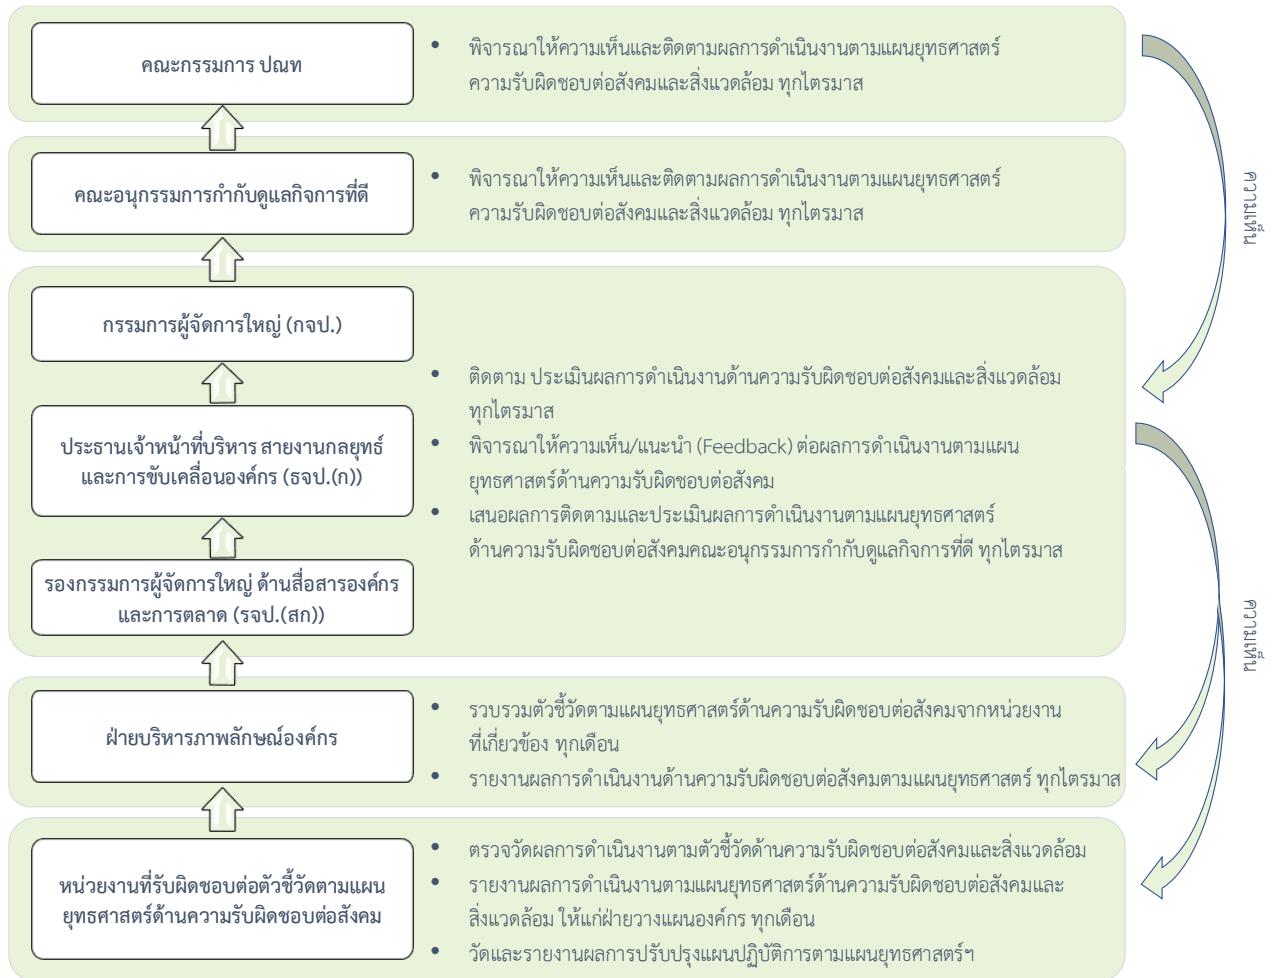 คณะกรรมการ ปณท
• พิจารณาให้ความเห็นและติดตามผลการดำเนินงานตามแผนยุทธศาสตร์
ความรับผิดชอบต่อสังคมและสิ่งแวดล้อม ทุกไตรมาส
คณะอนุกรรมการกำกับดูแลกิจการที่ดี
• พิจารณาให้ความเห็นและติดตามผลการดำเนินงานตามแผนยุทธศาสตร์
ความรับผิดชอบต่อสังคมและสิ่งแวดล้อม ทุกไตรมาส
ความเห็น
กรรมการผู้จัดการใหญ่ (กจป.)
ประธานเจ้าหน้าที่บริหาร สายงานกลยุทธ์
และการขับเคลื่อนองค์กร (ธจป.(ก))
รองกรรมการผู้จัดการใหญ่ ด้านสื่อสารองค์กร
และการตลาด (รจป.(สก))
• ติดตาม ประเมินผลการดำเนินงานด้านความรับผิดชอบต่อสังคมและสิ่งแวดล้อม
ทุกไตรมาส
• พิจารณาให้ความเห็น/แนะนำ (Feedback) ต่อผลการดำเนินงานตามแผน
ยุทธศาสตร์ด้านความรับผิดชอบต่อสังคม
• เสนอผลการติดตามและประเมินผลการดำเนินงานตามแผนยุทธศาสตร์
ด้านความรับผิดชอบต่อสังคมคณะอนุกรรมการกำกับดูแลกิจการที่ดี ทุกไตรมาส
ความเห็น
ฝ่ายบริหารภาพลักษณ์องค์กร
• รวบรวมตัวชี้วัดตามแผนยุทธศาสตร์ด้านความรับผิดชอบต่อสังคมจากหน่วยงาน
ที่เกี่ยวข้อง ทุกเดือน
• รายงานผลการดำเนินงานด้านความรับผิดชอบต่อสังคมตามแผนยุทธศาสตร์ ทุกไตรมาส
หน่วยงานที่รับผิดชอบต่อตัวชี้วัดตามแผน
ยุทธศาสตร์ด้านความรับผิดชอบต่อสังคม
• ตรวจวัดผลการดำเนินงานตามตัวชี้วัดด้านความรับผิดชอบต่อสังคมและสิ่งแวดล้อม
• รายงานผลการดำเนินงานตามแผนยุทธศาสตร์ด้านความรับผิดชอบต่อสังคมและ
สิ่งแวดล้อม ให้แก่ฝ่ายวางแผนองค์กร ทุกเดือน
• วัดและรายงานผลการปรับปรุงแผนปฏิบัติการตามแผนยุทธศาสตร์ฯ